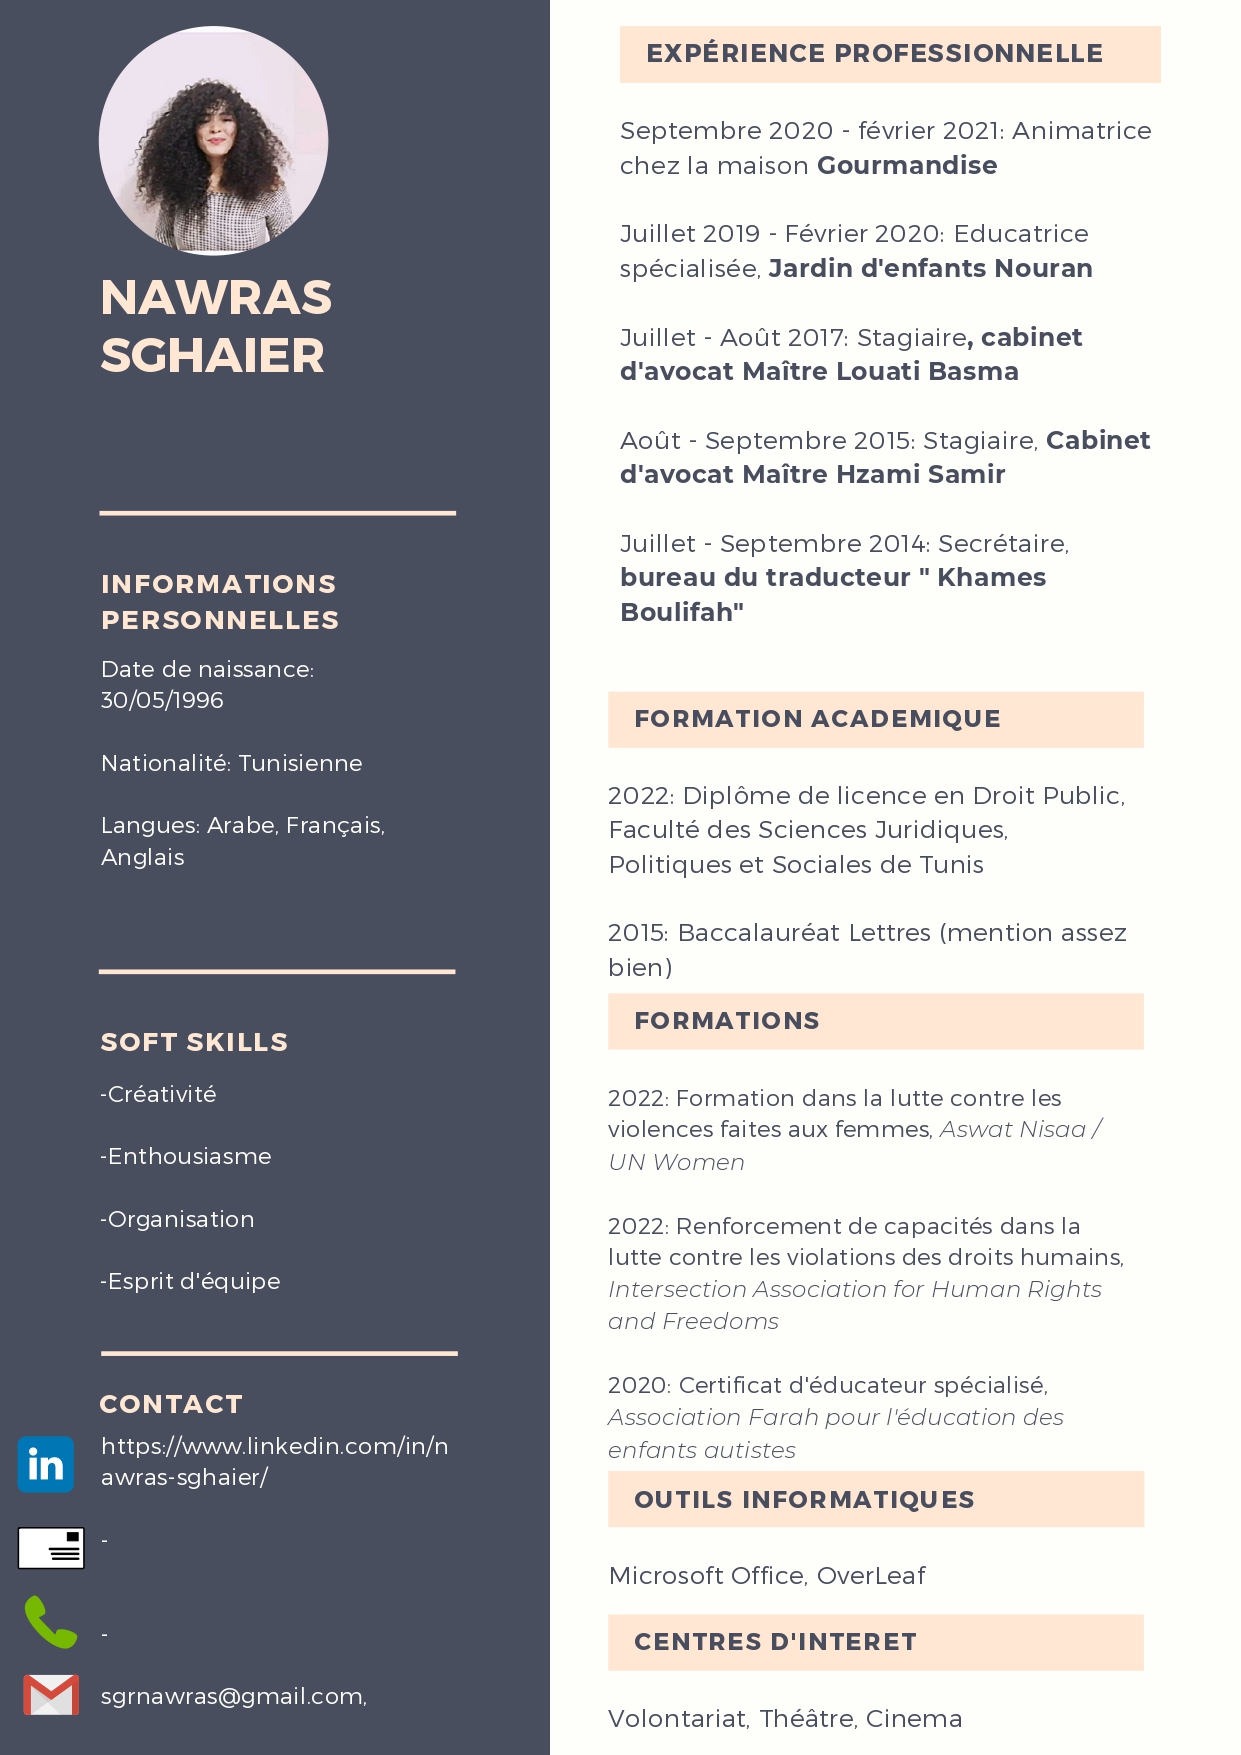 NAWRAS
SGHAIER
INFORMATIONS
PERSONNELLES
Date de naissance:
30/05/1996
Nationalité: Tunisienne
Langues: Arabe, Français,
Anglais
SOFT SKILLS
-Créativité
-Enthousiasme
-Organisation
-Esprit d'équipe
CONTACT
in
https://www.linkedin.com/in/n
awras-sghaier/
-
-
sgrnawras@gmail.com,
EXPÉRIENCE PROFESSIONNELLE
Septembre 2020 - février 2021: Animatrice
chez la maison Gourmandise
Juillet 2019 - Février 2020: Educatrice
spécialisée, Jardin d'enfants Nouran
Juillet - Août 2017: Stagiaire, cabinet
d'avocat Maître Louati Basma
Août - Septembre 2015: Stagiaire, Cabinet
d'avocat Maître Hzami Samir
Juillet - Septembre 2014: Secrétaire,
bureau du traducteur " Khames
Boulifah"
FORMATION ACADEMIQUE
2022: Diplôme de licence en Droit Public,
Faculté des Sciences Juridiques,
Politiques et Sociales de Tunis
2015: Baccalauréat Lettres (mention assez
bien)
FORMATIONS
2022: Formation dans la lutte contre les
violences faites aux femmes, Aswat Nisaa /
UN Women
2022: Renforcement de capacités dans la
lutte contre les violations des droits humains,
Intersection Association for Human Rights
and Freedoms
2020: Certificat d'éducateur spécialisé,
Association Farah pour l'éducation des
enfants autistes
OUTILS INFORMATIQUES
Microsoft Office, OverLeaf
CENTRES D'INTERET
Volontariat, Théâtre, Cinema